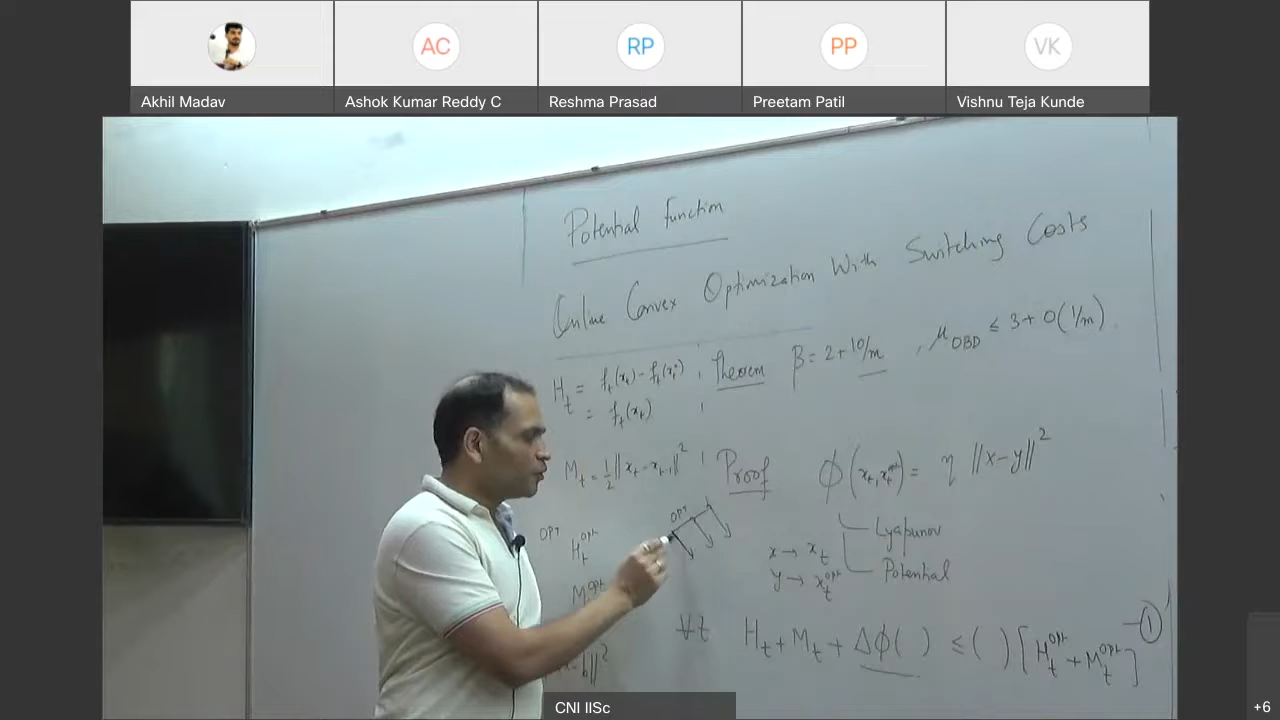 AC
RP
PP
VK
Akhil Madav
Ashok Kumar Reddy C
Reshma Prasad
Preetam Patil
Vishnu Teja Kunde
Potential function
Online Convex Optimization With Switching Costs
H_t = f_t(x_t) - f_t(x_t^*)
= f_t(x_t)
Theorem β = 2+10/m , μ_OBD ≤ 3+O(1/m)
M_t = 1/2 ||x_t - x_{t-1}||^2
Proof φ(x_t, x_t^opt) = η ||x-y||^2
OPT
Lyapunov
Potential
OPT
H_t^opt
x → x_t
y → x_t^opt
M^opt
∀t H_t + M_t + Δφ( ) ≤ ( ) [H_t^opt + M_t^opt] - ①
b||^2
CNI IISc
+6